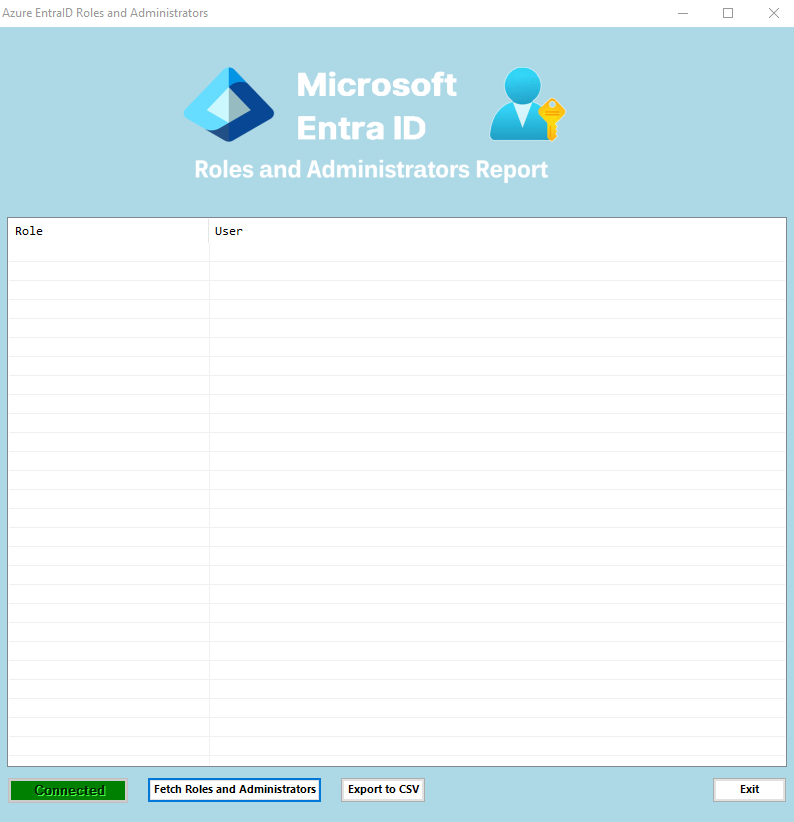 Azure EntraID Roles and Administrators
Microsoft
Entra ID
Roles and Administrators Report
Role User
Connected Fetch Roles and Administrators Export to CSV Exit